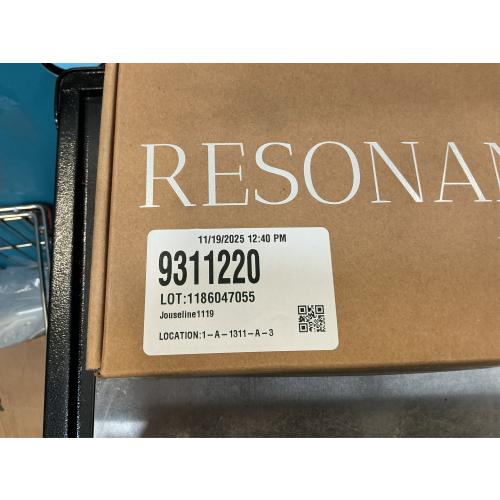 RESONAN
11/19/2025 12:40 PM
9311220
LOT:1186047055
Jouseline1119
LOCATION:1-A-1311-A-3